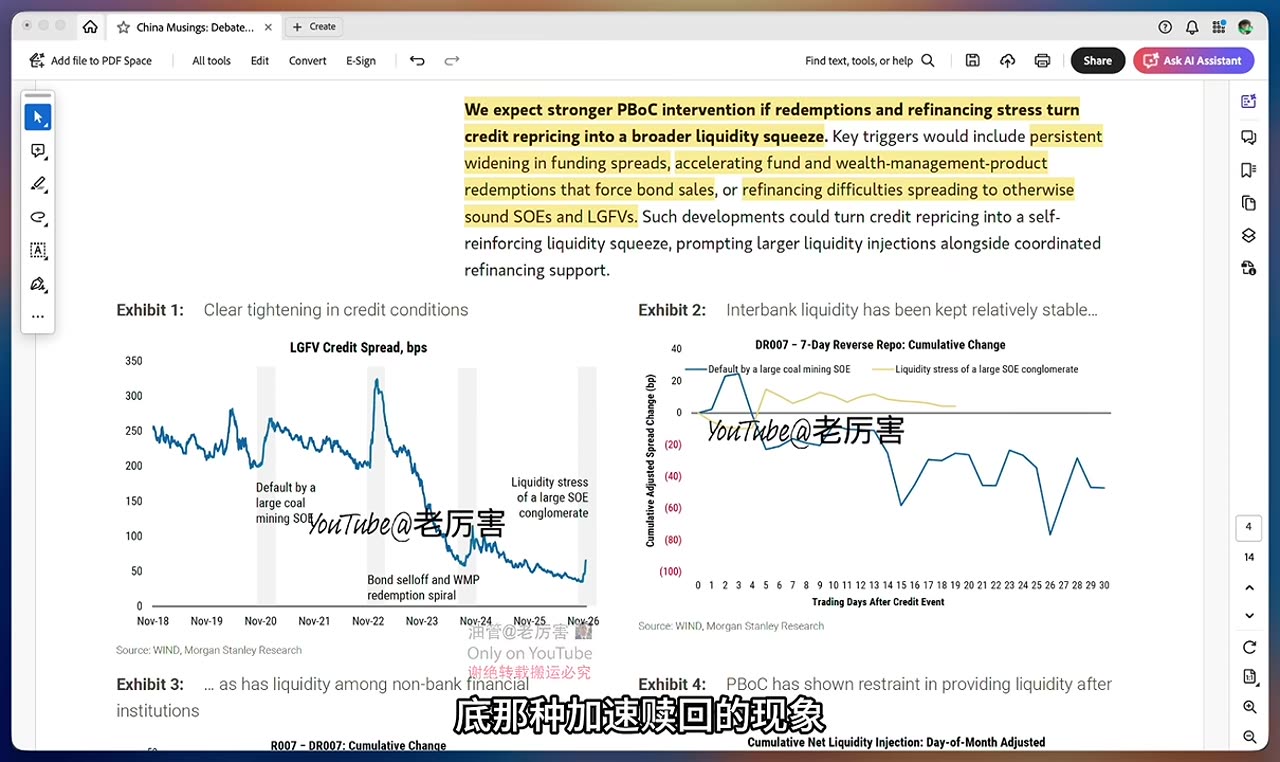 China Musings: Debate...
Create
Add file to PDF Space
All tools
Edit
Convert
E-Sign
Find text, tools, or help
Share
Ask AI Assistant
We expect stronger PBoC intervention if redemptions and refinancing stress turn
credit repricing into a broader liquidity squeeze. Key triggers would include persistent
widening in funding spreads, accelerating fund and wealth-management-product
redemptions that force bond sales, or refinancing difficulties spreading to otherwise
sound SOEs and LGFVs. Such developments could turn credit repricing into a self-
reinforcing liquidity squeeze, prompting larger liquidity injections alongside coordinated
refinancing support.
Exhibit 1: Clear tightening in credit conditions
LGFV Credit Spread, bps
350
300
250
200
150
100
50
0
Default by a
large coal
mining SOE
Liquidity stress
of a large SOE
conglomerate
Bond selloff and WMP
redemption spiral
YouTube@老厉害
Nov-18 Nov-19 Nov-20 Nov-21 Nov-22 Nov-23 Nov-24 Nov-25 Nov-26
Source: WIND, Morgan Stanley Research
Exhibit 2: Interbank liquidity has been kept relatively stable...
DR007 – 7-Day Reverse Repo: Cumulative Change
Default by a large coal mining SOE
Liquidity stress of a large SOE conglomerate
Cumulative Adjusted Spread Change (bp)
40
20
0
(20)
(40)
(60)
(80)
(100)
YouTube@老厉害
0 1 2 3 4 5 6 7 8 9 10 11 12 13 14 15 16 17 18 19 20 21 22 23 24 25 26 27 28 29 30
Trading Days After Credit Event
Source: WIND, Morgan Stanley Research
油管@老厉害
Only on YouTube
谢绝转载搬运必究
Exhibit 3: ... as has liquidity among non-bank financial
institutions
R007 – DR007: Cumulative Change
Exhibit 4: PBoC has shown restraint in providing liquidity after
Cumulative Net Liquidity Injection: Day-of-Month Adjusted
底那种加速赎回的现象
4
14